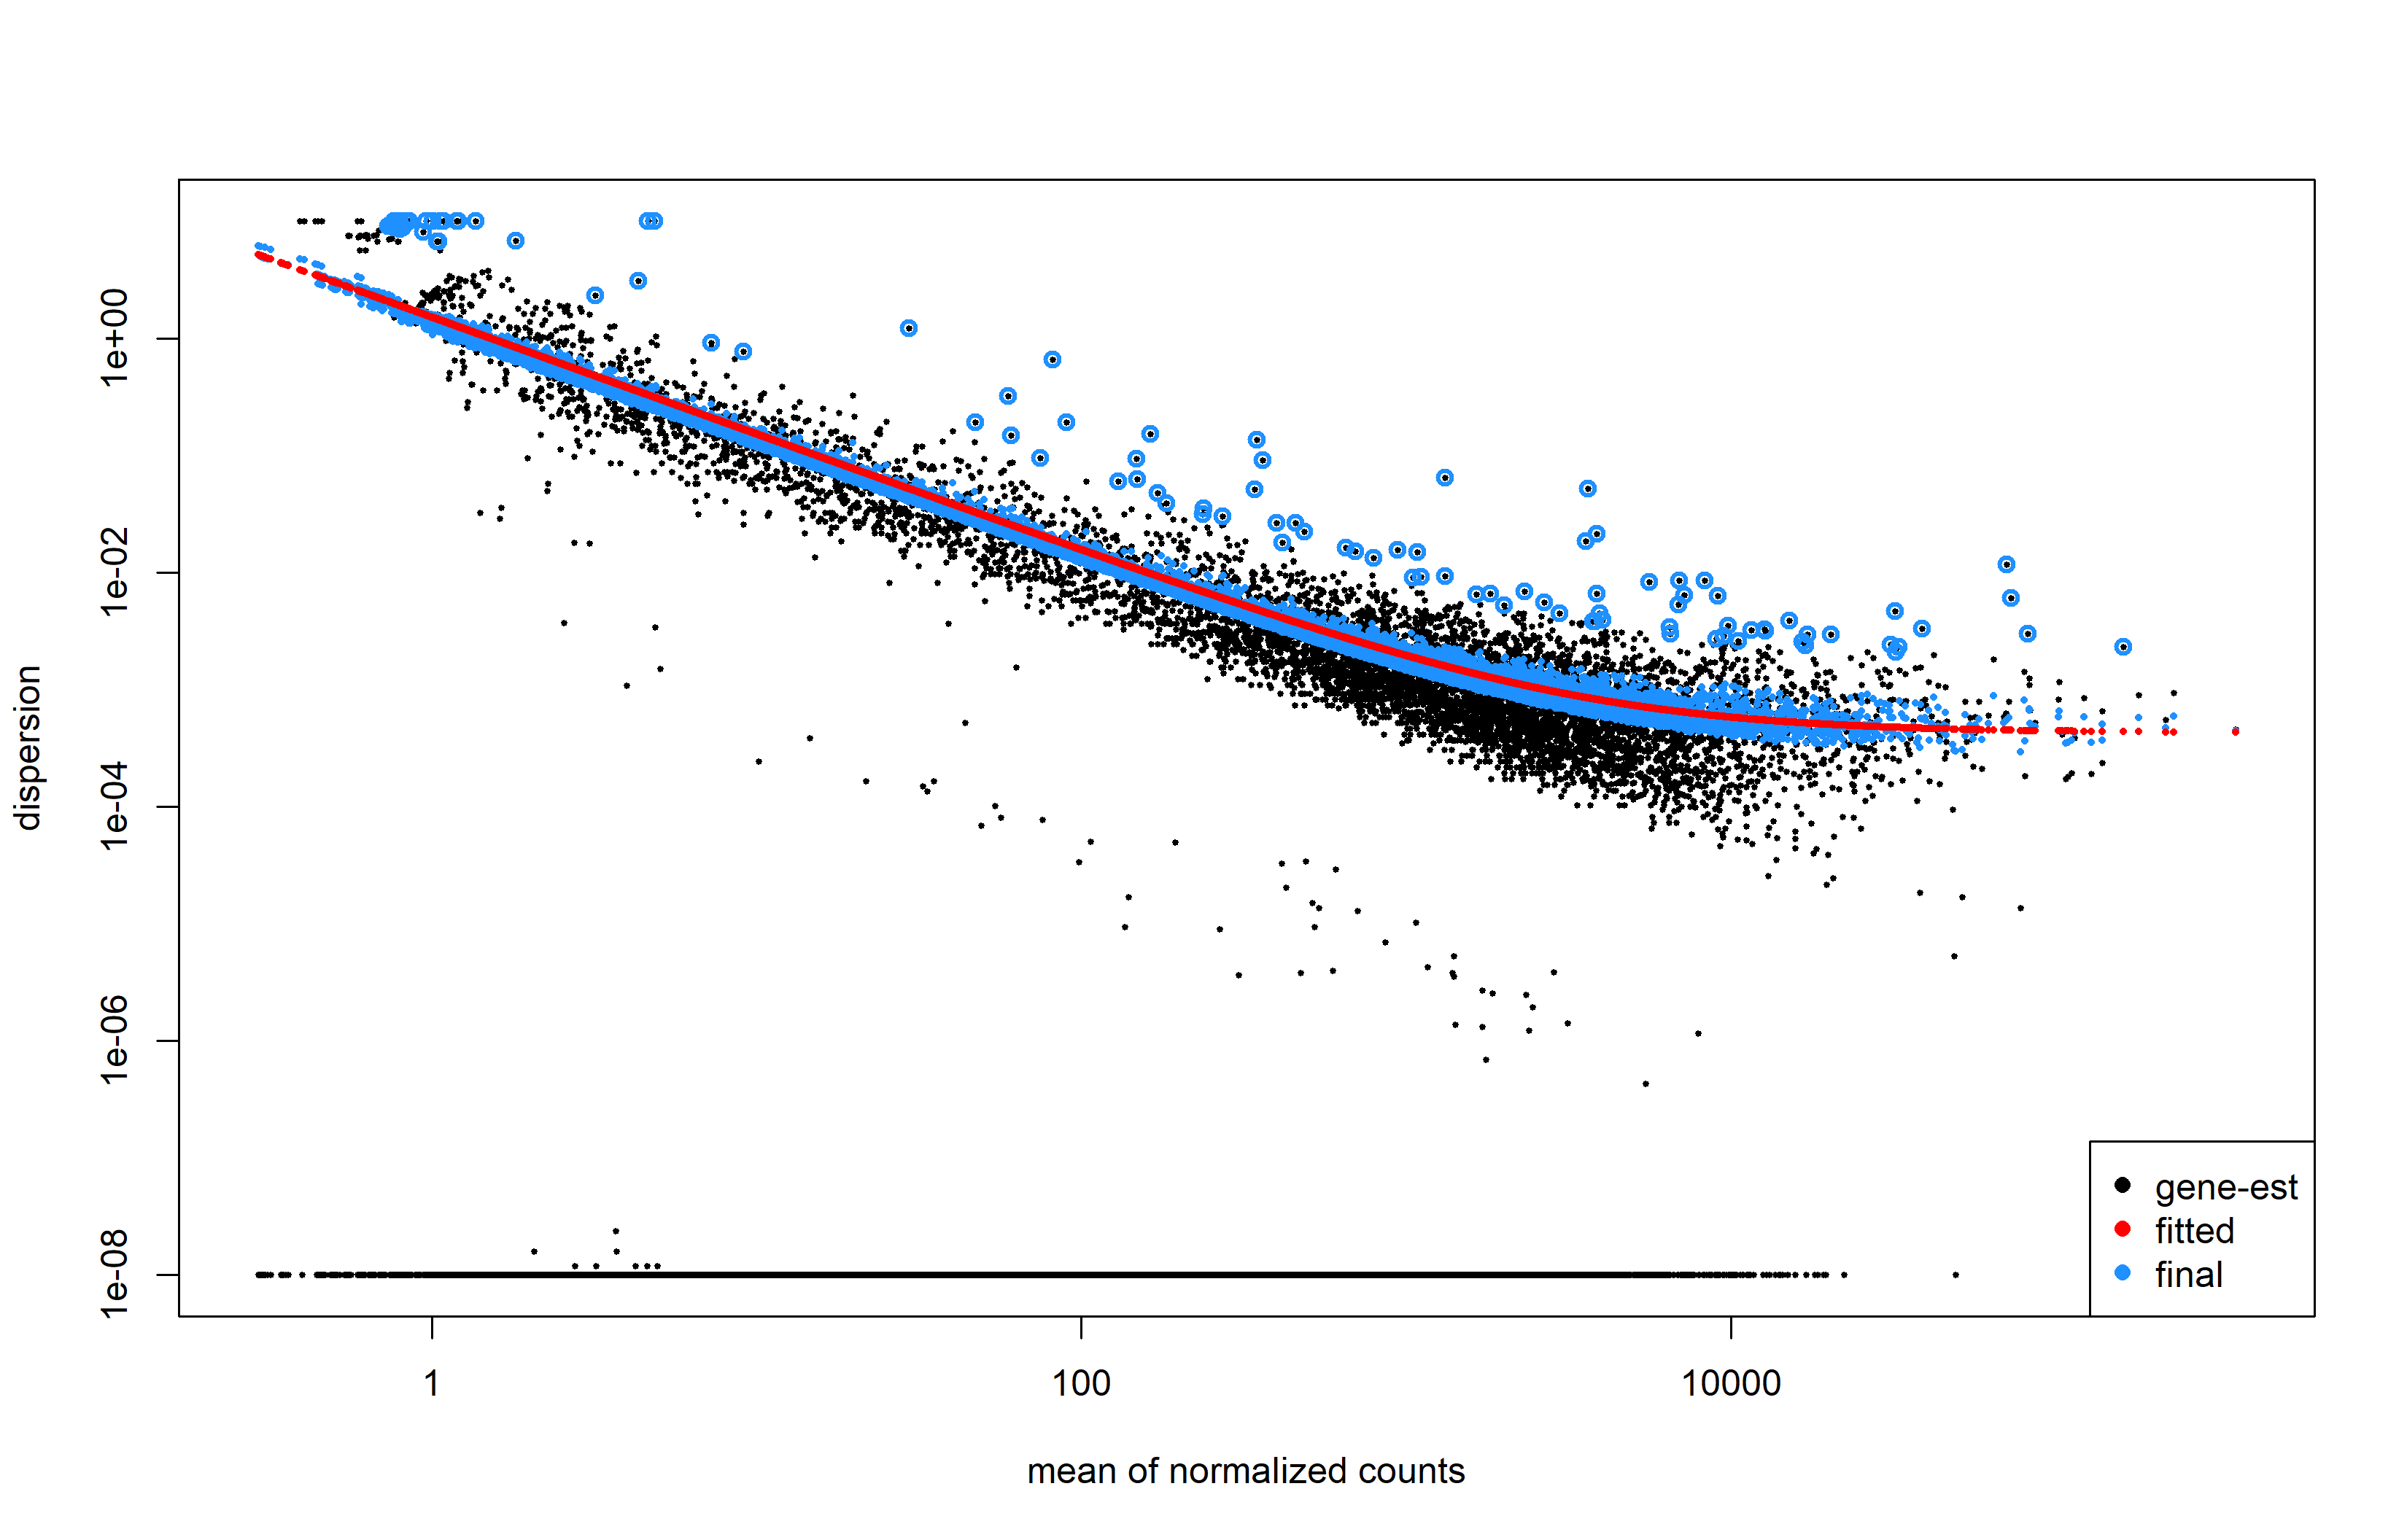 dispersion
1e+00
1e-02
1e-04
1e-06
1e-08
1
100
10000
mean of normalized counts
gene-est
fitted
final